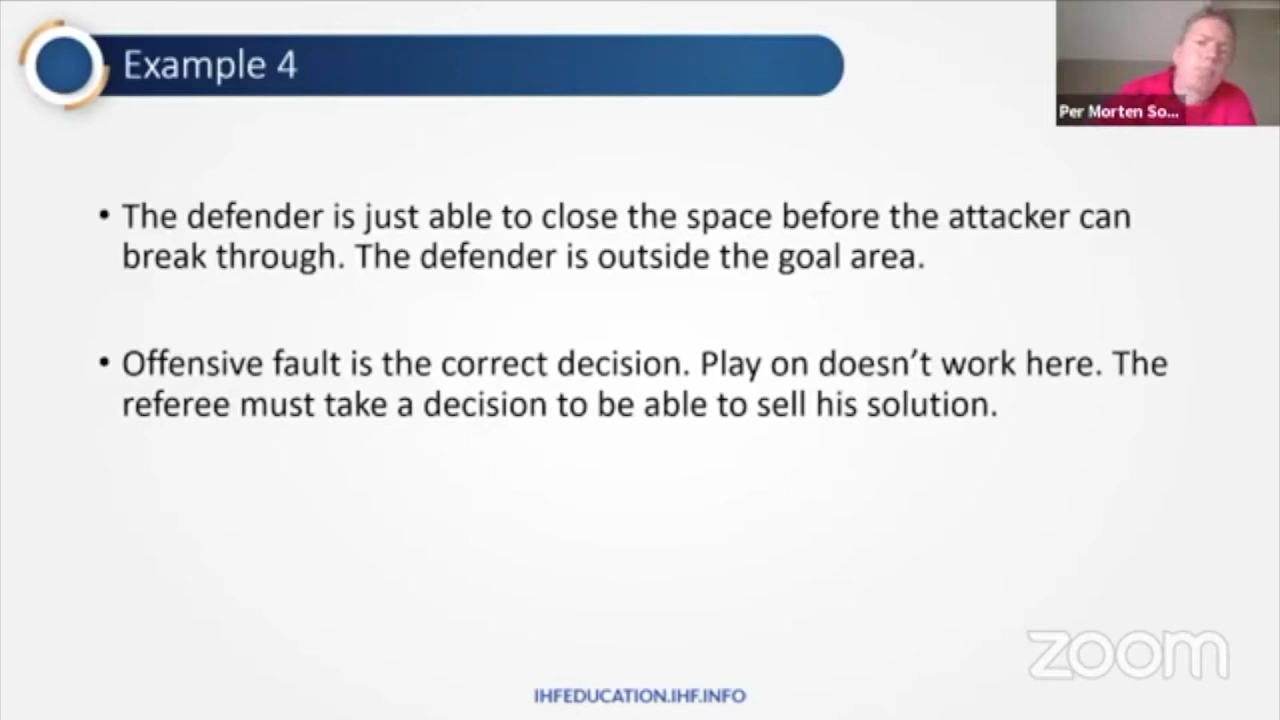 Example 4
Per Morten So...
• The defender is just able to close the space before the attacker can
break through. The defender is outside the goal area.
• Offensive fault is the correct decision. Play on doesn’t work here. The
referee must take a decision to be able to sell his solution.
zoom
IHFEDUCATION.IHF.INFO